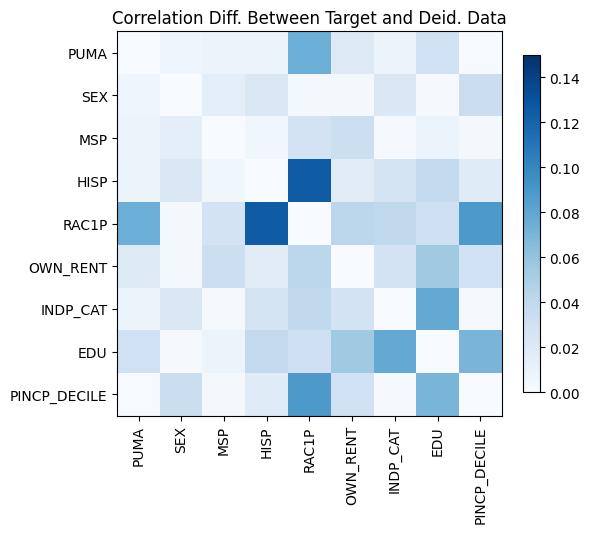 Correlation Diff. Between Target and Deid. Data
PUMA
SEX
MSP
HISP
RAC1P
OWN_RENT
INDP_CAT
EDU
PINCP_DECILE
PUMA
SEX
MSP
HISP
RAC1P
OWN_RENT
INDP_CAT
EDU
PINCP_DECILE
0.14
0.12
0.10
0.08
0.06
0.04
0.02
0.00